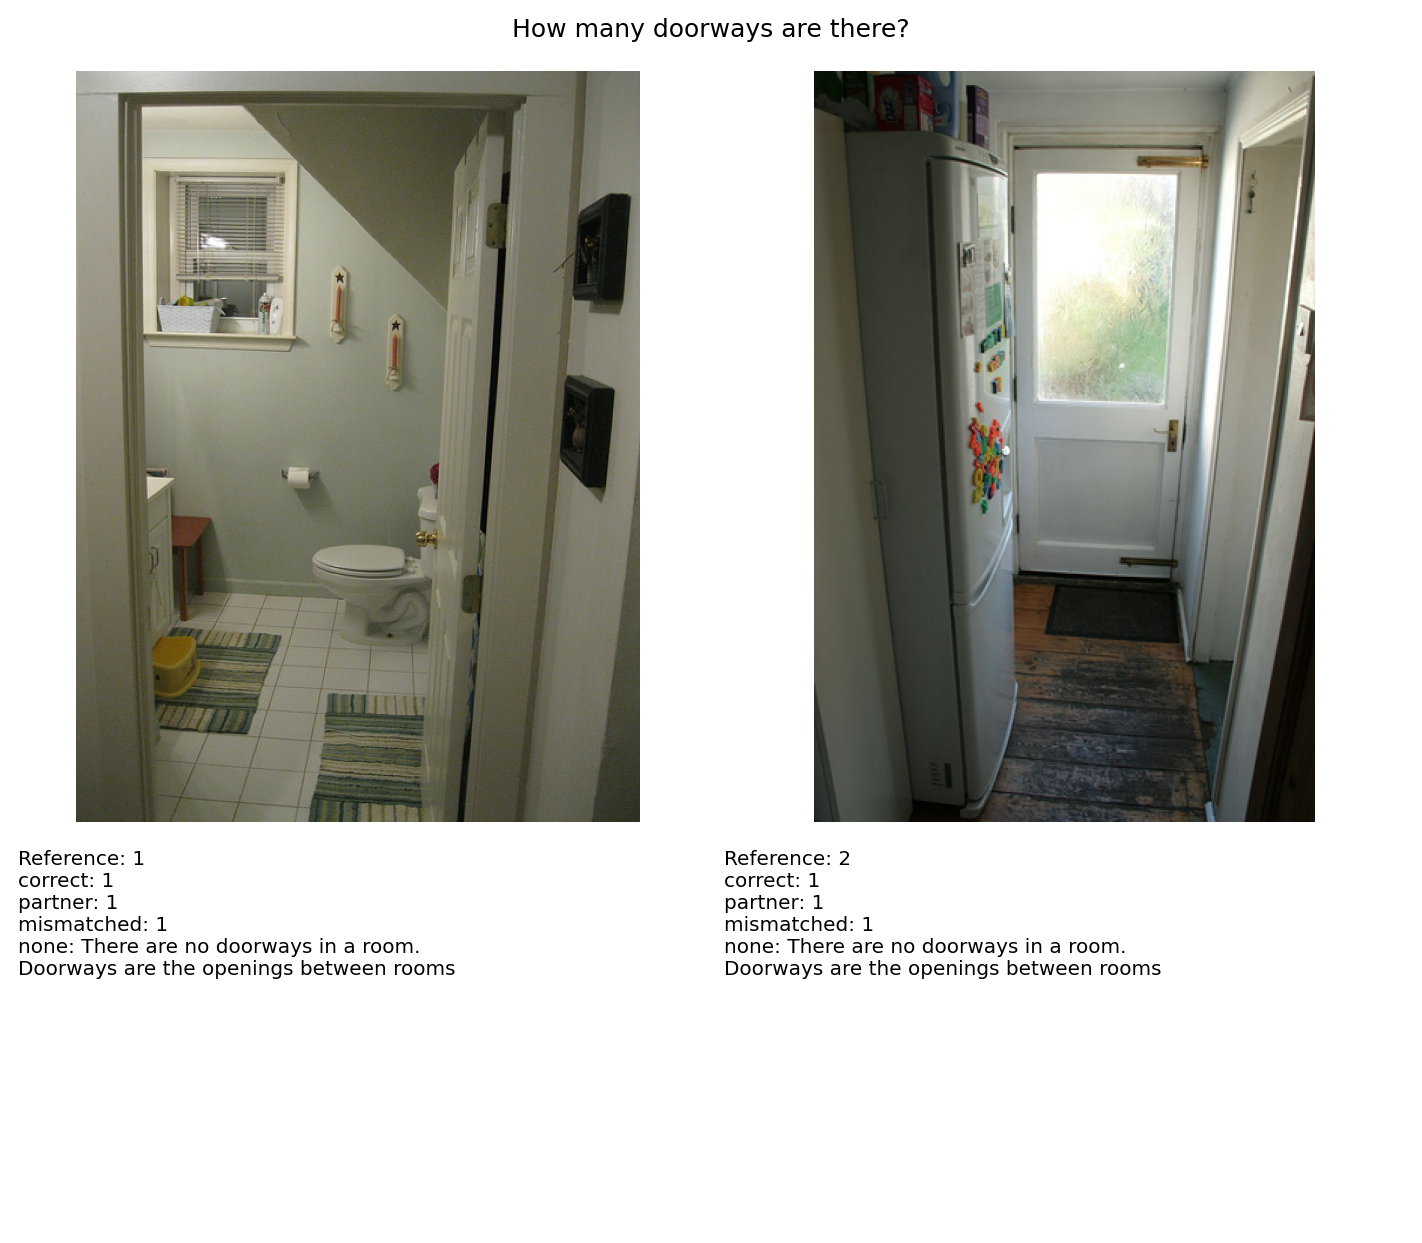 How many doorways are there?
Reference: 1
correct: 1
partner: 1
mismatched: 1
none: There are no doorways in a room.
Doorways are the openings between rooms
Reference: 2
correct: 1
partner: 1
mismatched: 1
none: There are no doorways in a room.
Doorways are the openings between rooms